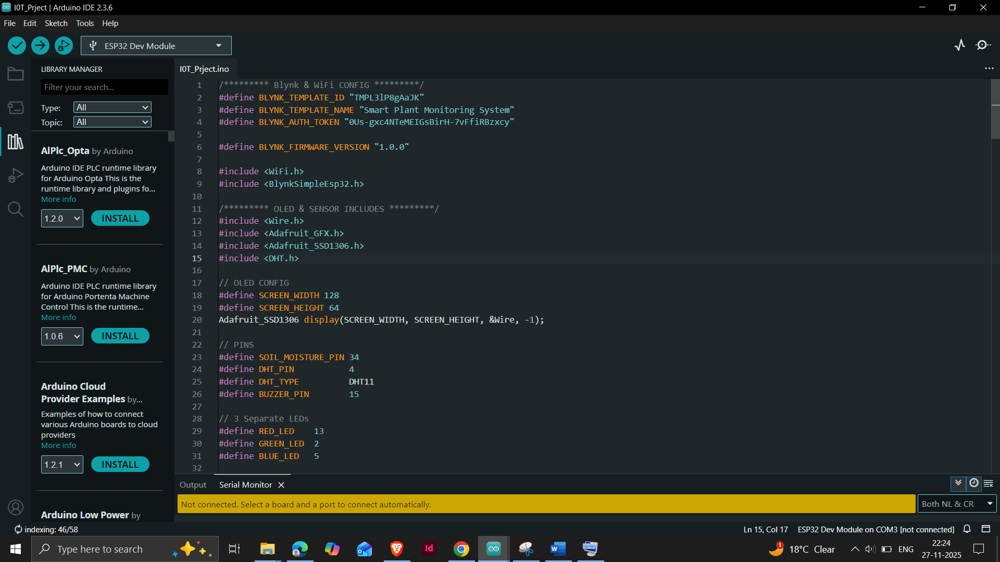 I0T_Prject | Arduino IDE 2.3.6
File Edit Sketch Tools Help
ESP32 Dev Module
LIBRARY MANAGER
Filter your search...
Type: All
Topic: All
AlPlc_Opta by Arduino
Arduino IDE PLC runtime library
for Arduino Opta This is the
runtime library and plugins fo...
More info
1.2.0 INSTALL
AlPlc_PMC by Arduino
Arduino IDE PLC runtime library
for Arduino Portenta Machine
Control This is the runtime...
More info
1.0.6 INSTALL
Arduino Cloud
Provider Examples by...
Examples of how to connect
various Arduino boards to cloud
providers
More info
1.2.1 INSTALL
Arduino Low Power by
I0T_Prject.ino
1 /********* Blynk & WiFi CONFIG *********/
2 #define BLYNK_TEMPLATE_ID "TMPL3lP8gAaJK"
3 #define BLYNK_TEMPLATE_NAME "Smart Plant Monitoring System"
4 #define BLYNK_AUTH_TOKEN "0Us-gxc4NTeMEIGsBirH-7vFfiRBzxcy"
5
6 #define BLYNK_FIRMWARE_VERSION "1.0.0"
7
8 #include <WiFi.h>
9 #include <BlynkSimpleEsp32.h>
10
11 /********* OLED & SENSOR INCLUDES *********/
12 #include <Wire.h>
13 #include <Adafruit_GFX.h>
14 #include <Adafruit_SSD1306.h>
15 #include <DHT.h>
16
17 // OLED CONFIG
18 #define SCREEN_WIDTH 128
19 #define SCREEN_HEIGHT 64
20 Adafruit_SSD1306 display(SCREEN_WIDTH, SCREEN_HEIGHT, &Wire, -1);
21
22 // PINS
23 #define SOIL_MOISTURE_PIN 34
24 #define DHT_PIN 4
25 #define DHT_TYPE DHT11
26 #define BUZZER_PIN 15
27
28 // 3 Separate LEDs
29 #define RED_LED 13
30 #define GREEN_LED 2
31 #define BLUE_LED 5
32
Output Serial Monitor
Not connected. Select a board and a port to connect automatically.
Both NL & CR
indexing: 46/58
Ln 15, Col 17 ESP32 Dev Module on COM3 [not connected]
Type here to search
Id
1
18°C Clear
ENG
22:24
27-11-2025